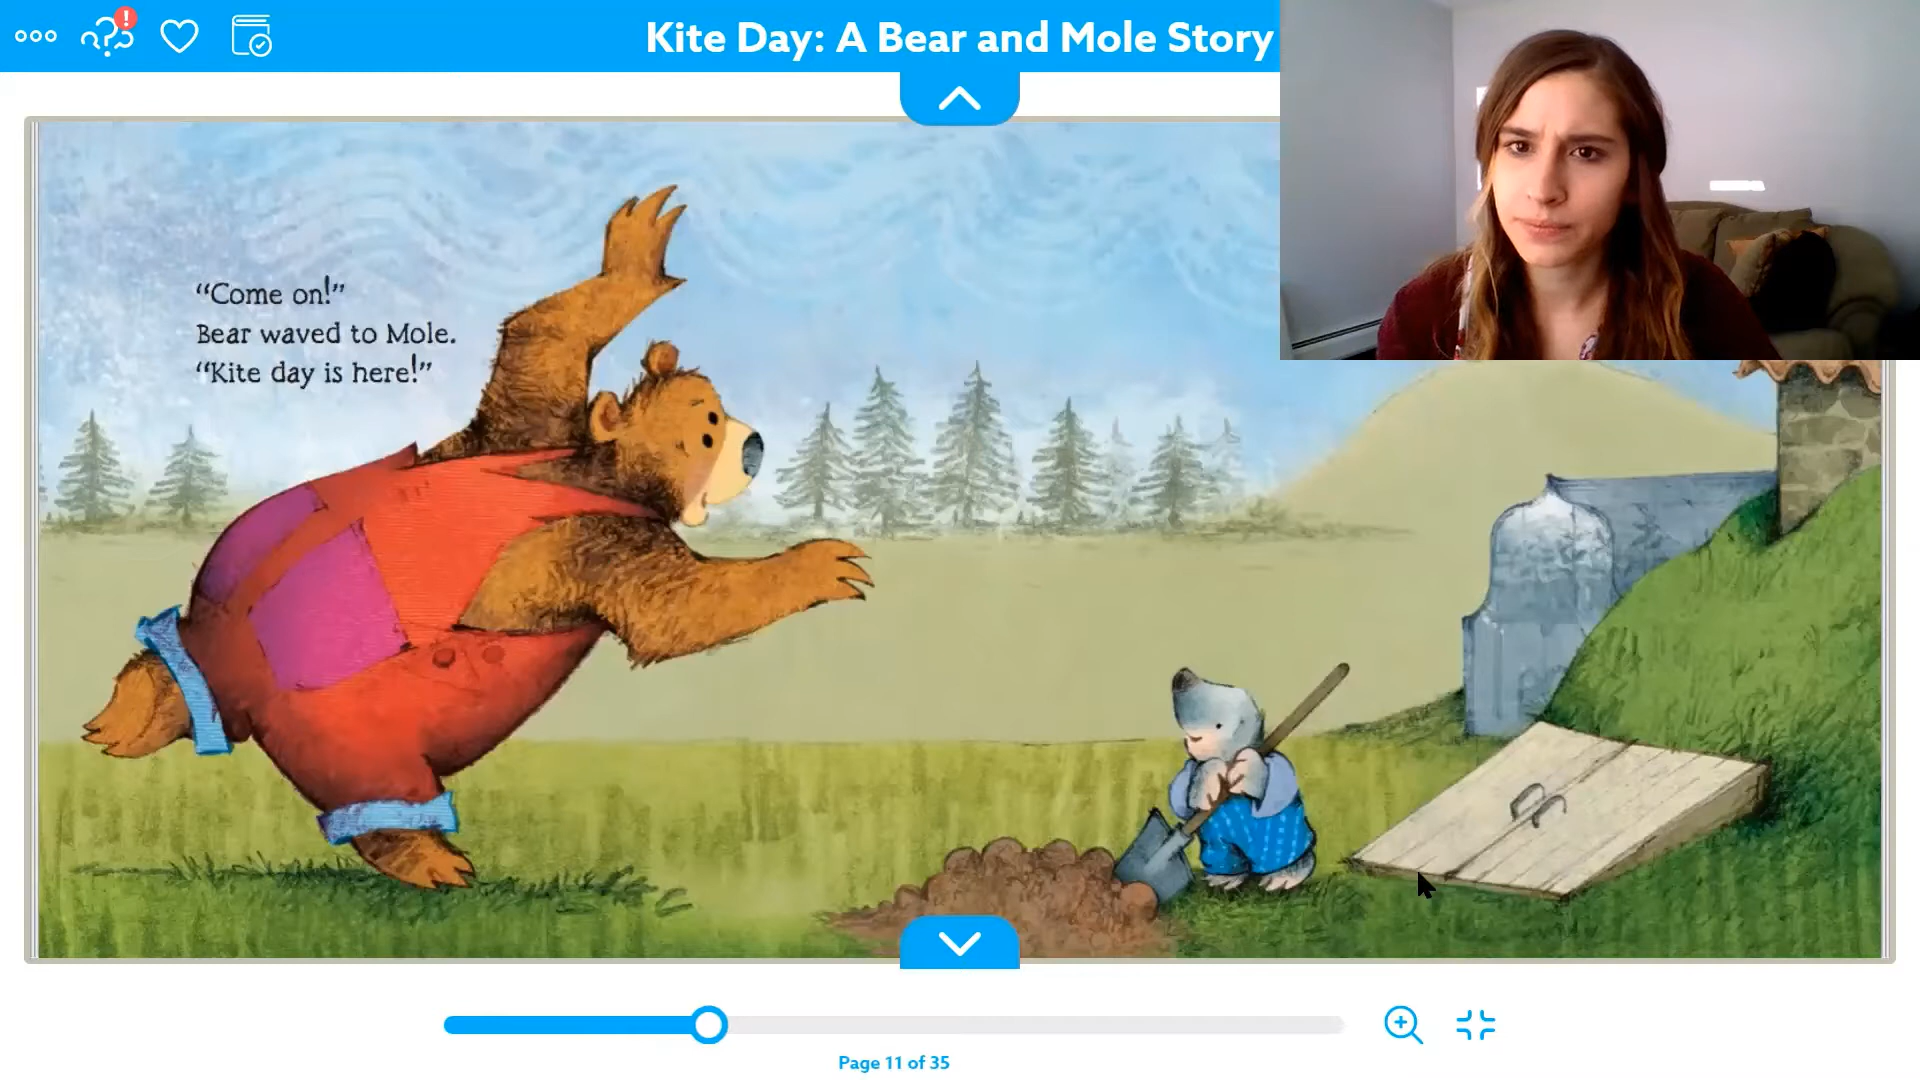 Kite Day: A Bear and Mole Story
“Come on!”
Bear waved to Mole.
“Kite day is here!”
Page 11 of 35